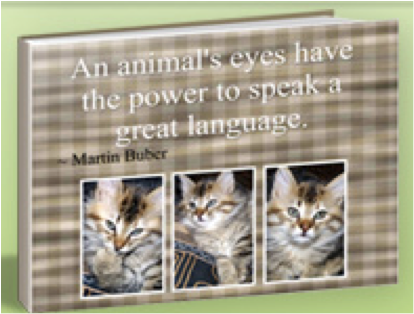 An animal's eyes have
the power to speak a
great language.
~ Martin Buber